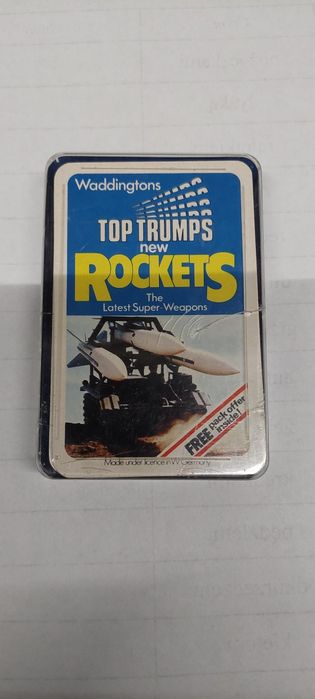 Waddingtons
TOP TRUMPS
new
ROCKETS
The
Latest Super-Weapons
FREE pack offer
inside!
Made under licence in W. Germany